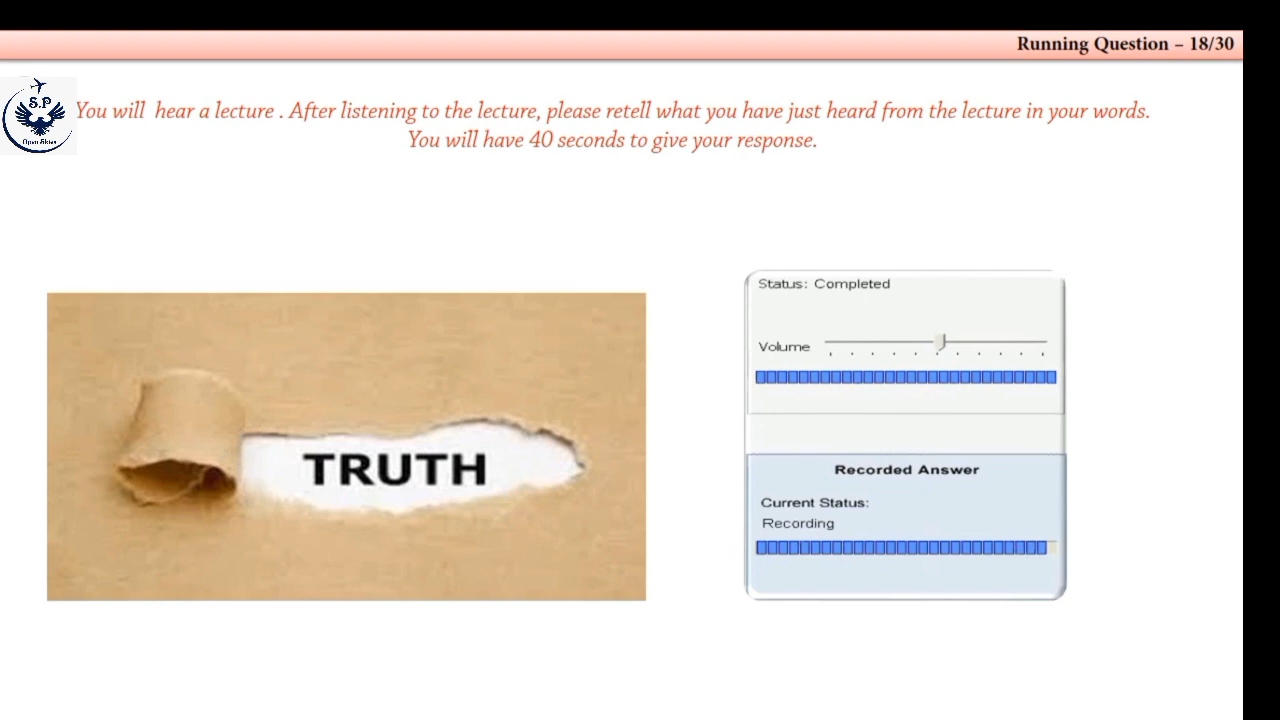 Running Question – 18/30
S.P
Open Skies
You will hear a lecture . After listening to the lecture, please retell what you have just heard from the lecture in your words.
You will have 40 seconds to give your response.
Status: Completed
Volume
TRUTH
Recorded Answer
Current Status:
Recording